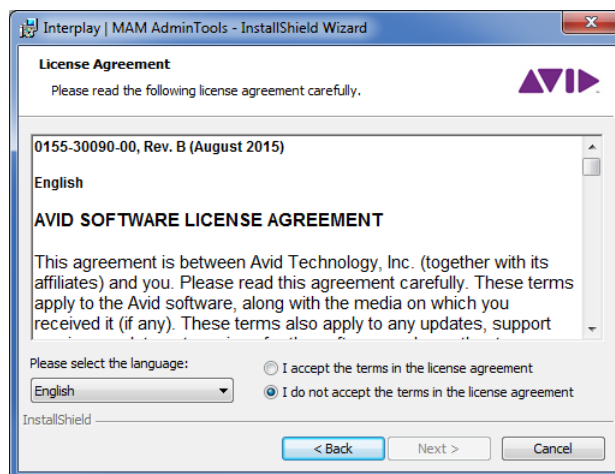 Interplay | MAM AdminTools - InstallShield Wizard
License Agreement
Please read the following license agreement carefully.
AVID
0155-30090-00, Rev. B (August 2015)
English
AVID SOFTWARE LICENSE AGREEMENT
This agreement is between Avid Technology, Inc. (together with its
affiliates) and you. Please read this agreement carefully. These terms
apply to the Avid software, along with the media on which you
received it (if any). These terms also apply to any updates, support
Please select the language:
English
I accept the terms in the license agreement
I do not accept the terms in the license agreement
InstallShield
< Back
Next >
Cancel